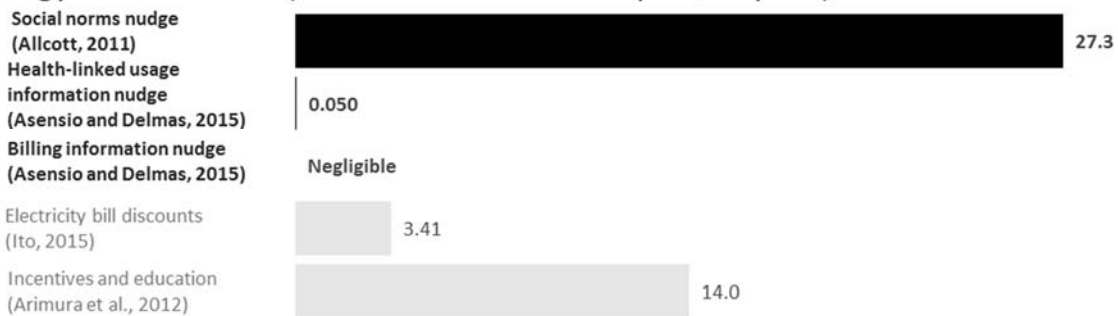 Social norms nudge
(Allcott, 2011)
27.3
Health-linked usage
information nudge
(Asensio and Delmas, 2015)
0.050
Billing information nudge
(Asensio and Delmas, 2015)
Negligible
Electricity bill discounts
(Ito, 2015)
3.41
Incentives and education
(Arimura et al., 2012)
14.0